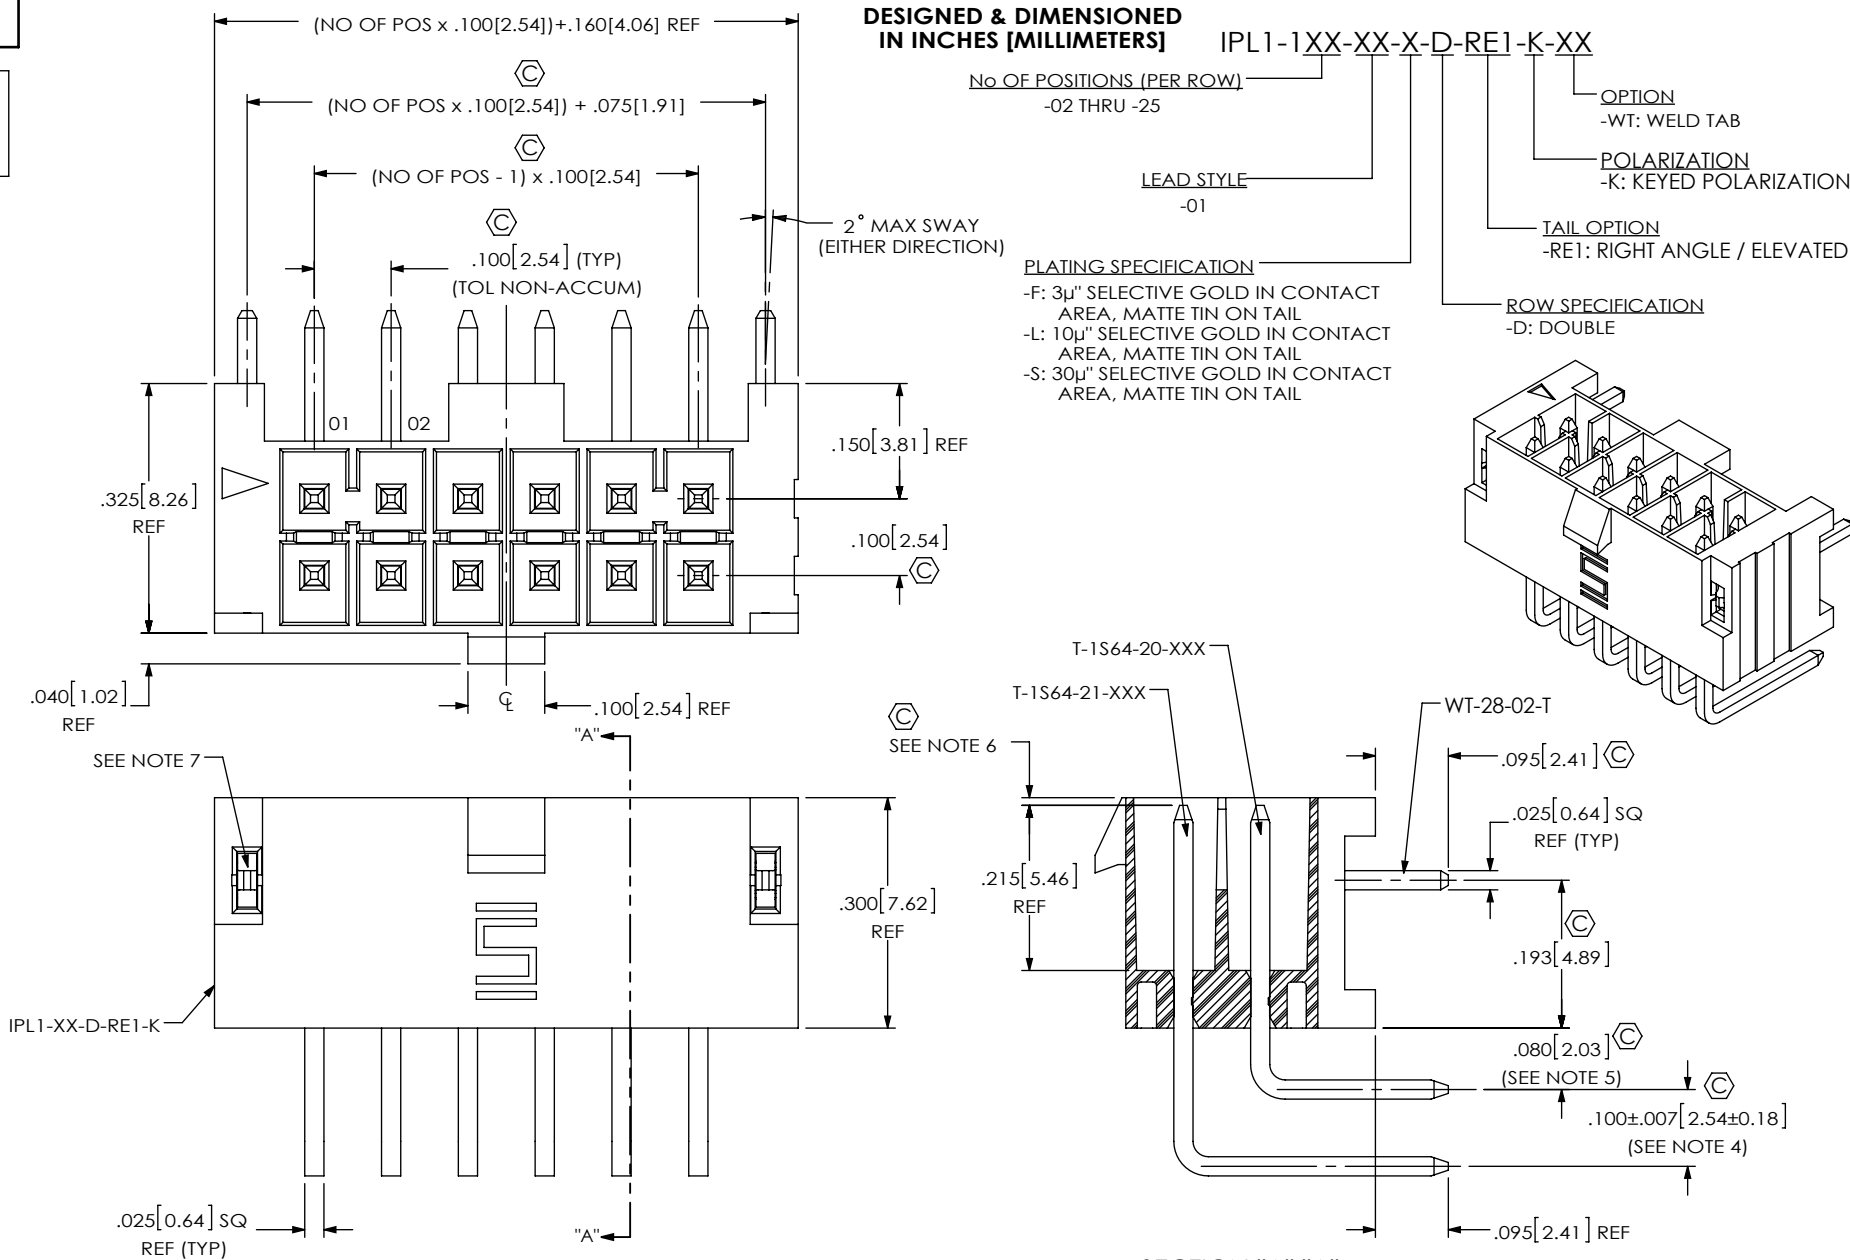 DESIGNED & DIMENSIONED
IN INCHES [MILLIMETERS]
IPL1-1XX-XX-X-D-RE1-K-XX
No OF POSITIONS (PER ROW)
-02 THRU -25
LEAD STYLE
-01
PLATING SPECIFICATION
-F: 3µ" SELECTIVE GOLD IN CONTACT
AREA, MATTE TIN ON TAIL
-L: 10µ" SELECTIVE GOLD IN CONTACT
AREA, MATTE TIN ON TAIL
-S: 30µ" SELECTIVE GOLD IN CONTACT
AREA, MATTE TIN ON TAIL
OPTION
-WT: WELD TAB
POLARIZATION
-K: KEYED POLARIZATION
TAIL OPTION
-RE1: RIGHT ANGLE / ELEVATED
ROW SPECIFICATION
-D: DOUBLE
(NO OF POS x .100[2.54])+.160[4.06] REF
C
(NO OF POS x .100[2.54]) + .075[1.91]
C
(NO OF POS - 1) x .100[2.54]
C
.100[2.54] (TYP)
(TOL NON-ACCUM)
2° MAX SWAY
(EITHER DIRECTION)
01
02
.325[8.26]
REF
.150[3.81] REF
.100[2.54]
C
.040[1.02]
REF
CL
.100[2.54] REF
"A"
SEE NOTE 7
.300[7.62]
REF
IPL1-XX-D-RE1-K
.025[0.64] SQ
REF (TYP)
"A"
T-1S64-20-XXX
T-1S64-21-XXX
WT-28-02-T
C
SEE NOTE 6
.095[2.41]
C
.025[0.64] SQ
REF (TYP)
.215[5.46]
REF
C
.193[4.89]
.080[2.03]
C
(SEE NOTE 5)
C
.100±.007[2.54±0.18]
(SEE NOTE 4)
.095[2.41] REF